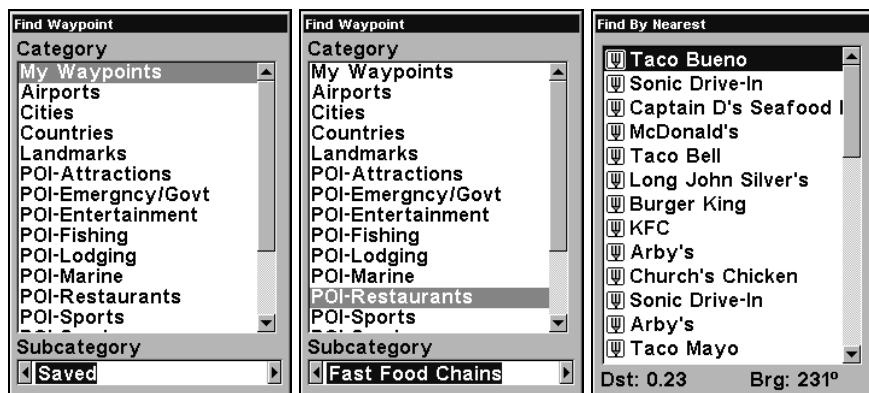 Find Waypoint
Category
My Waypoints
Airports
Cities
Countries
Landmarks
POI-Attractions
POI-Emergncy/Govt
POI-Entertainment
POI-Fishing
POI-Lodging
POI-Marine
POI-Restaurants
POI-Sports
Subcategory
Saved
Find Waypoint
Category
My Waypoints
Airports
Cities
Countries
Landmarks
POI-Attractions
POI-Emergncy/Govt
POI-Entertainment
POI-Fishing
POI-Lodging
POI-Marine
POI-Restaurants
POI-Sports
Subcategory
Fast Food Chains
Find By Nearest
Taco Bueno
Sonic Drive-In
Captain D's Seafood
McDonald's
Taco Bell
Long John Silver's
Burger King
KFC
Arby's
Church's Chicken
Sonic Drive-In
Arby's
Taco Mayo
Dst: 0.23 Brg: 231º